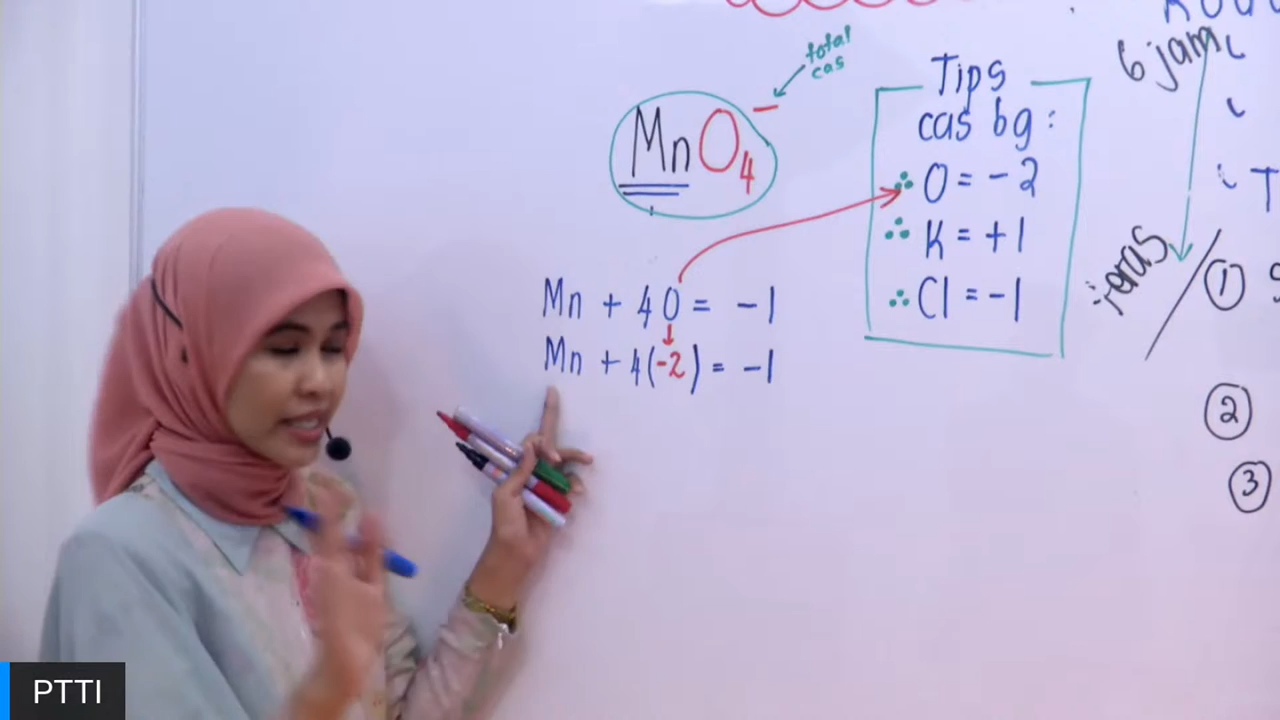 total
cas
MnO4−
Mn + 4O = -1
Mn + 4(-2) = -1
Tips
cas bg :
∴ O = -2
∴ K = +1
∴ Cl = -1
6 jam
jeras
T
1
2
3
PTTI